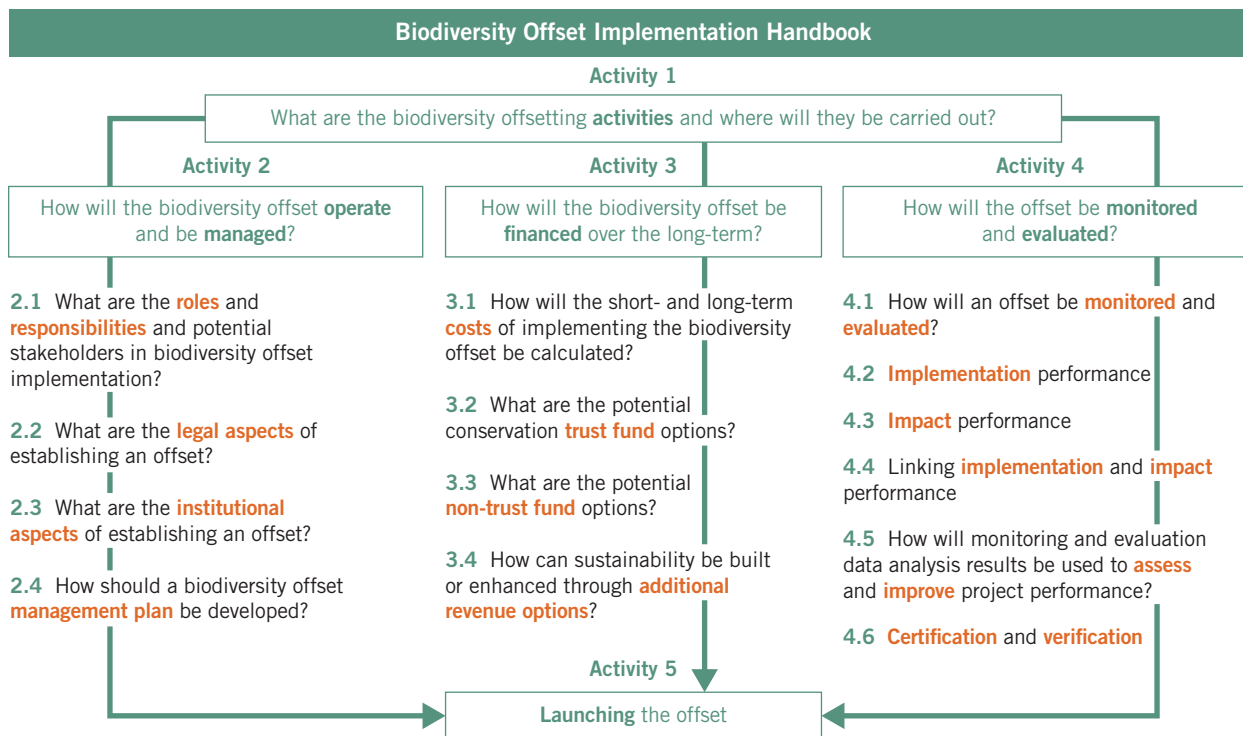 Biodiversity Offset Implementation Handbook
Activity 1
What are the biodiversity offsetting activities and where will they be carried out?
Activity 2
How will the biodiversity offset operate
and be managed?
2.1 What are the roles and
responsibilities and potential
stakeholders in biodiversity offset
implementation?
2.2 What are the legal aspects of
establishing an offset?
2.3 What are the institutional
aspects of establishing an offset?
2.4 How should a biodiversity offset
management plan be developed?
Activity 3
How will the biodiversity offset be
financed over the long-term?
3.1 How will the short- and long-term
costs of implementing the biodiversity
offset be calculated?
3.2 What are the potential
conservation trust fund options?
3.3 What are the potential
non-trust fund options?
3.4 How can sustainability be built
or enhanced through additional
revenue options?
Activity 4
How will the offset be monitored
and evaluated?
4.1 How will an offset be monitored and
evaluated?
4.2 Implementation performance
4.3 Impact performance
4.4 Linking implementation and impact
performance
4.5 How will monitoring and evaluation
data analysis results be used to assess
and improve project performance?
4.6 Certification and verification
Activity 5
Launching the offset